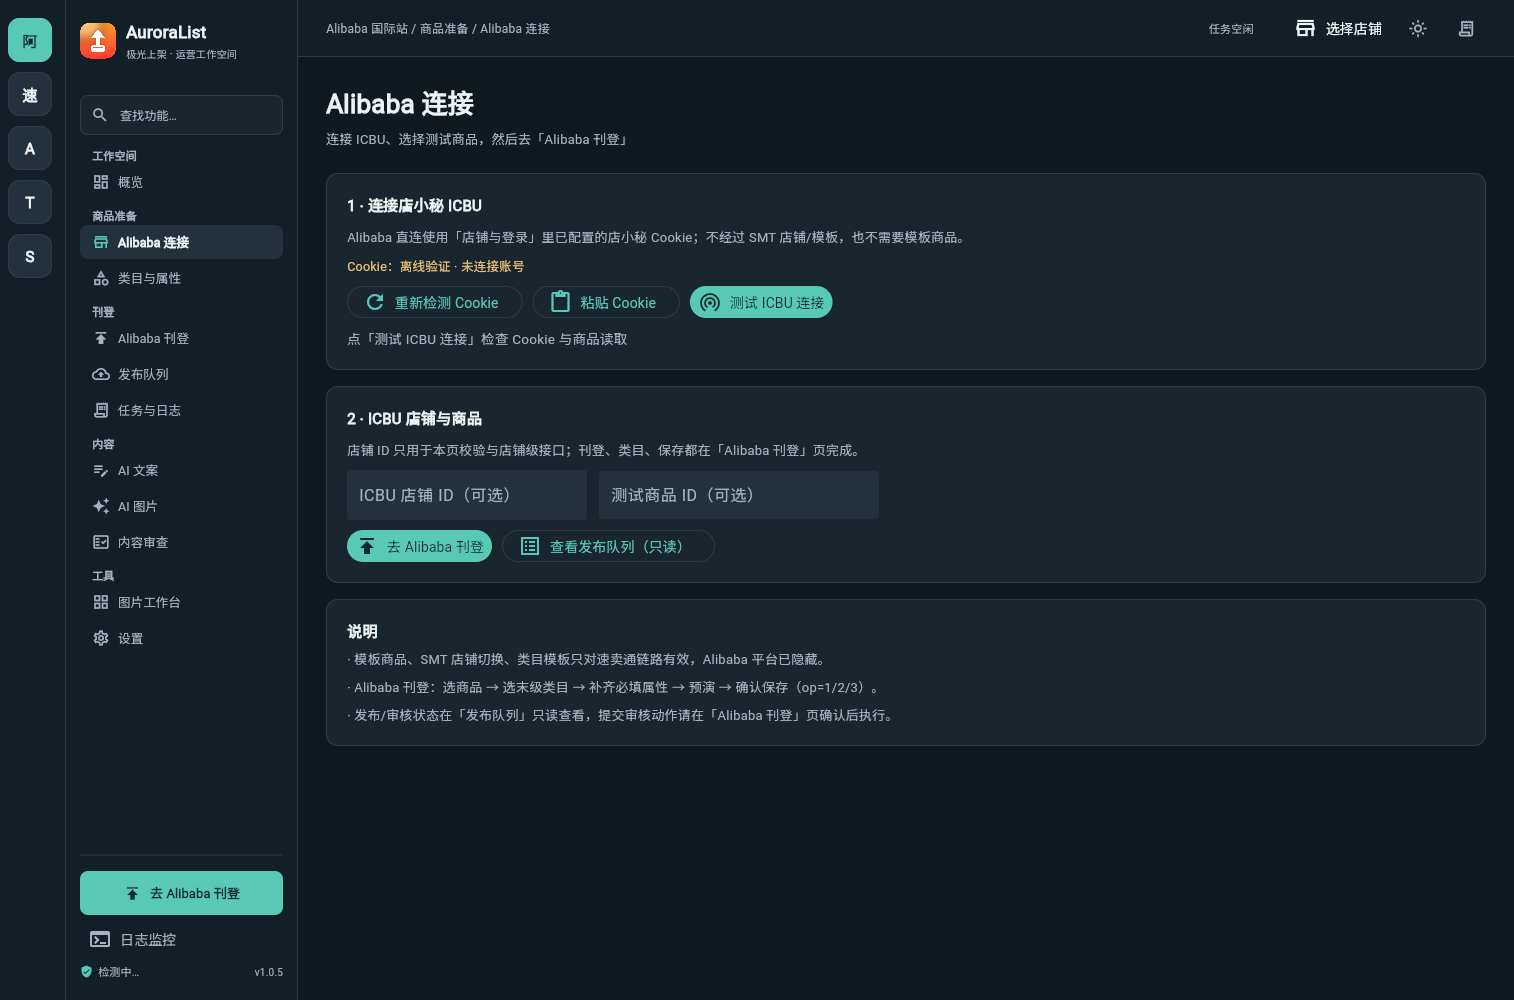 阿
速
A
T
S
AuroraList
极光上架 · 运营工作空间
查找功能...
工作空间
概览
商品准备
Alibaba 连接
类目与属性
刊登
Alibaba 刊登
发布队列
任务与日志
内容
AI 文案
AI 图片
内容审查
工具
图片工作台
设置
去 Alibaba 刊登
日志监控
检测中... v1.0.5
Alibaba 国际站 / 商品准备 / Alibaba 连接
任务空闲
选择店铺
Alibaba 连接
连接 ICBU、选择测试商品，然后去「Alibaba 刊登」
1 · 连接店小秘 ICBU
Alibaba 直连使用「店铺与登录」里已配置的店小秘 Cookie；不经过 SMT 店铺/模板，也不需要模板商品。
Cookie：离线验证 · 未连接账号
重新检测 Cookie
粘贴 Cookie
测试 ICBU 连接
点「测试 ICBU 连接」检查 Cookie 与商品读取
2 · ICBU 店铺与商品
店铺 ID 只用于本页校验与店铺级接口；刊登、类目、保存都在「Alibaba 刊登」页完成。
ICBU 店铺 ID（可选）
测试商品 ID（可选）
去 Alibaba 刊登
查看发布队列（只读）
说明
· 模板商品、SMT 店铺切换、类目模板只对速卖通链路有效，Alibaba 平台已隐藏。
· Alibaba 刊登：选商品 → 选末级类目 → 补齐必填属性 → 预演 → 确认保存（op=1/2/3）。
· 发布/审核状态在「发布队列」只读查看，提交审核动作请在「Alibaba 刊登」页确认后执行。